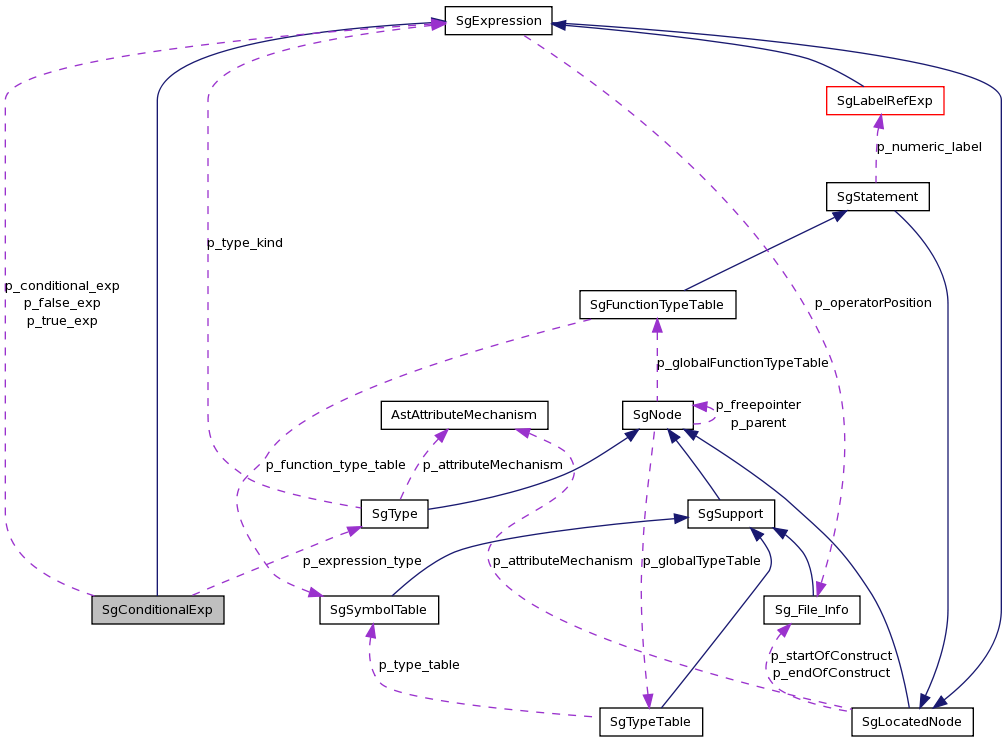 SgExpression
SgLabelRefExp
p_numeric_label
SgStatement
p_type_kind
p_conditional_exp
p_false_exp
p_true_exp
p_operatorPosition
SgFunctionTypeTable
p_globalFunctionTypeTable
AstAttributeMechanism
SgNode
p_freepointer
p_parent
p_function_type_table
p_attributeMechanism
SgType
SgSupport
p_expression_type
p_attributeMechanism
p_globalTypeTable
SgConditionalExp
SgSymbolTable
Sg_File_Info
p_type_table
p_startOfConstruct
p_endOfConstruct
SgTypeTable
SgLocatedNode